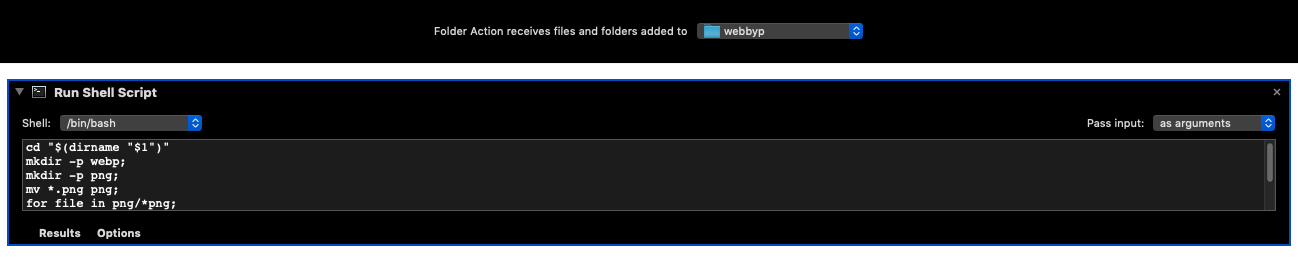 Folder Action receives files and folders added to webbyp
Run Shell Script
Shell: /bin/bash Pass input: as arguments
cd "$(dirname "$1")"
mkdir -p webp;
mkdir -p png;
mv *.png png;
for file in png/*png;
Results Options